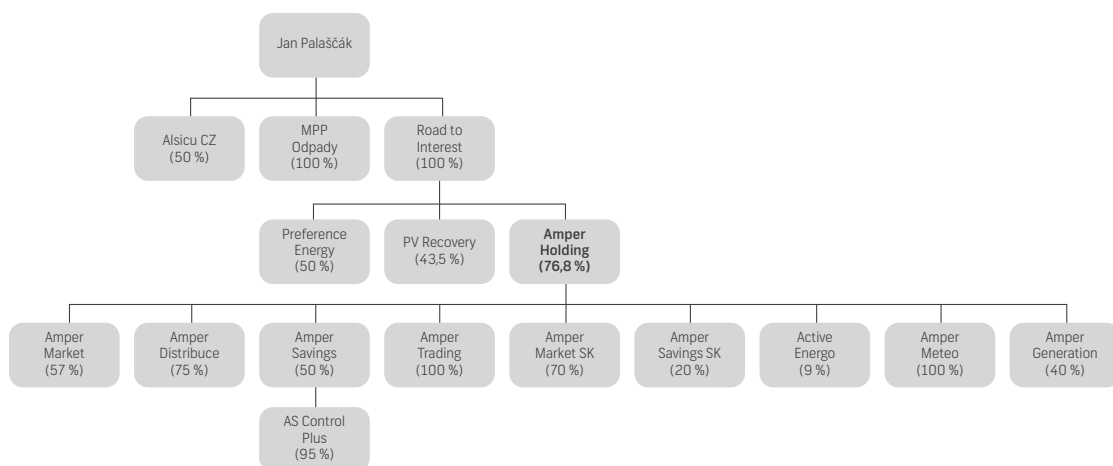 Jan Palaščák
Alsicu CZ
(50 %)
MPP
Odpady
(100 %)
Road to
Interest
(100 %)
Preference
Energy
(50 %)
PV Recovery
(43,5 %)
Amper
Holding
(76,8 %)
Amper
Market
(57 %)
Amper
Distribuce
(75 %)
Amper
Savings
(50 %)
Amper
Trading
(100 %)
Amper
Market SK
(70 %)
Amper
Savings SK
(20 %)
Active
Energo
(9 %)
Amper
Meteo
(100 %)
Amper
Generation
(40 %)
AS Control
Plus
(95 %)